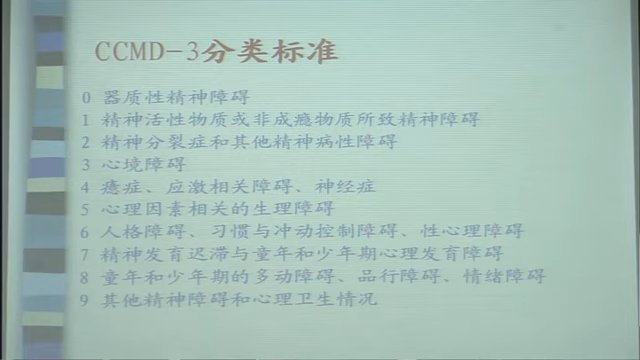 CCMD-3分类标准
0 器质性精神障碍
1 精神活性物质或非成瘾物质所致精神障碍
2 精神分裂症和其他精神病性障碍
3 心境障碍
4 癔症、应激相关障碍、神经症
5 心理因素相关的生理障碍
6 人格障碍、习惯与冲动控制障碍、性心理障碍
7 精神发育迟滞与童年和少年期心理发育障碍
8 童年和少年期的多动障碍、品行障碍、情绪障碍
9 其他精神障碍和心理卫生情况